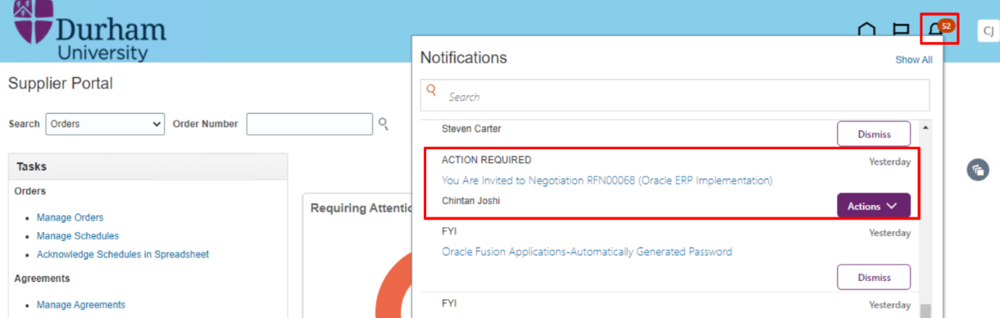 Durham
University
52
CJ
Supplier Portal
Search Orders Order Number
Tasks
Orders
Manage Orders
Manage Schedules
Acknowledge Schedules in Spreadsheet
Agreements
Manage Agreements
Requiring Attentio
Notifications
Show All
Search
Steven Carter
Dismiss
ACTION REQUIRED
Yesterday
You Are Invited to Negotiation RFN00068 (Oracle ERP Implementation)
Chintan Joshi
Actions
FYI
Yesterday
Oracle Fusion Applications-Automatically Generated Password
Dismiss
FYI
Yesterday